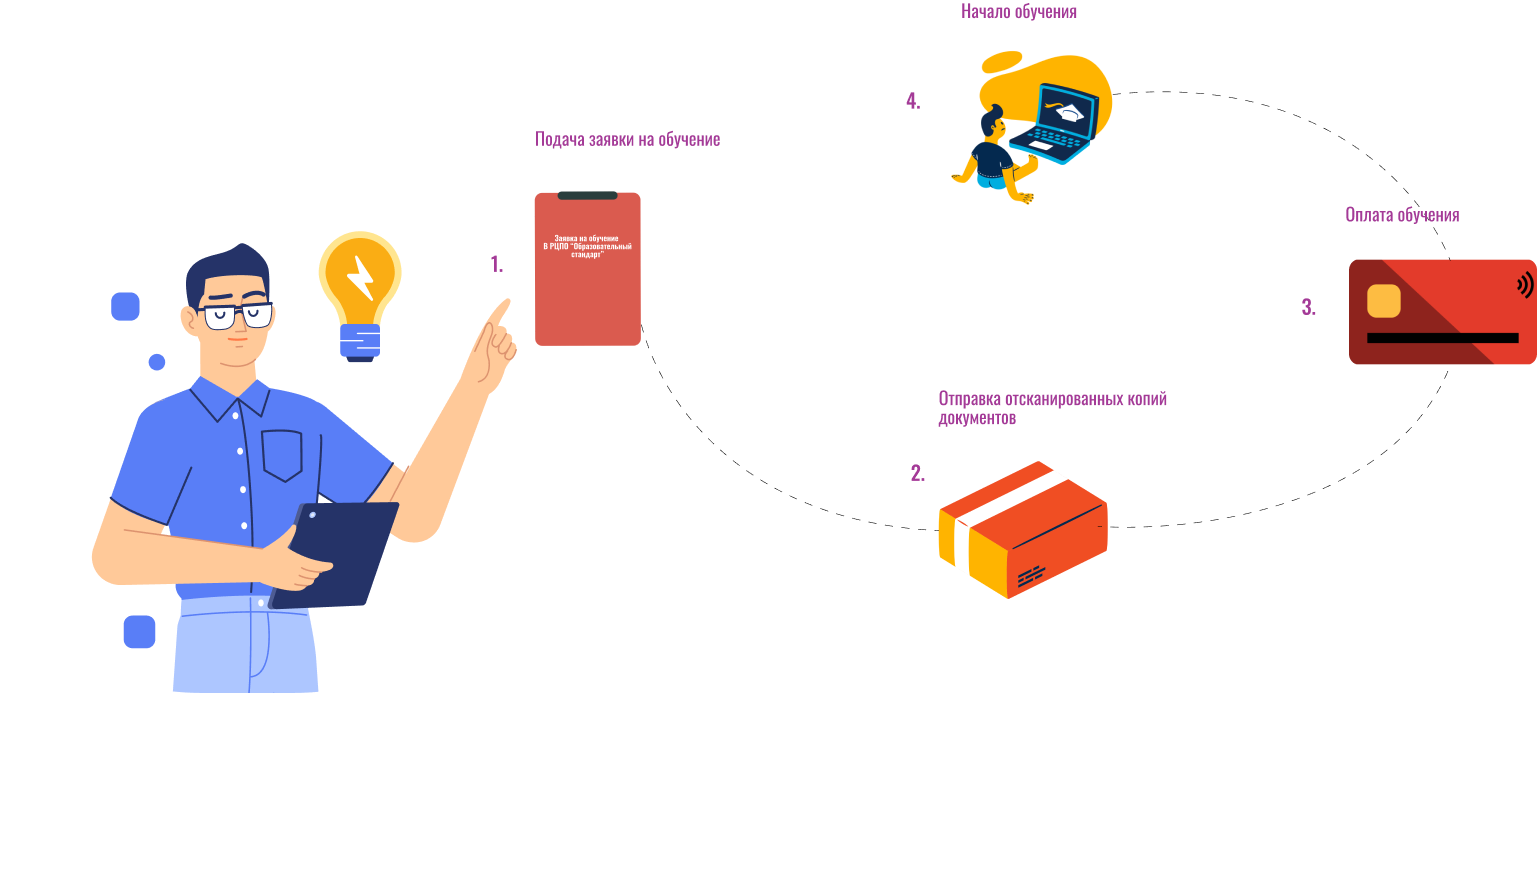 Подача заявки на обучение
1.
Заявка на обучение
В РЦПО "Образовательный
стандарт"
Отправка отсканированных копий
документов
2.
Оплата обучения
3.
Начало обучения
4.